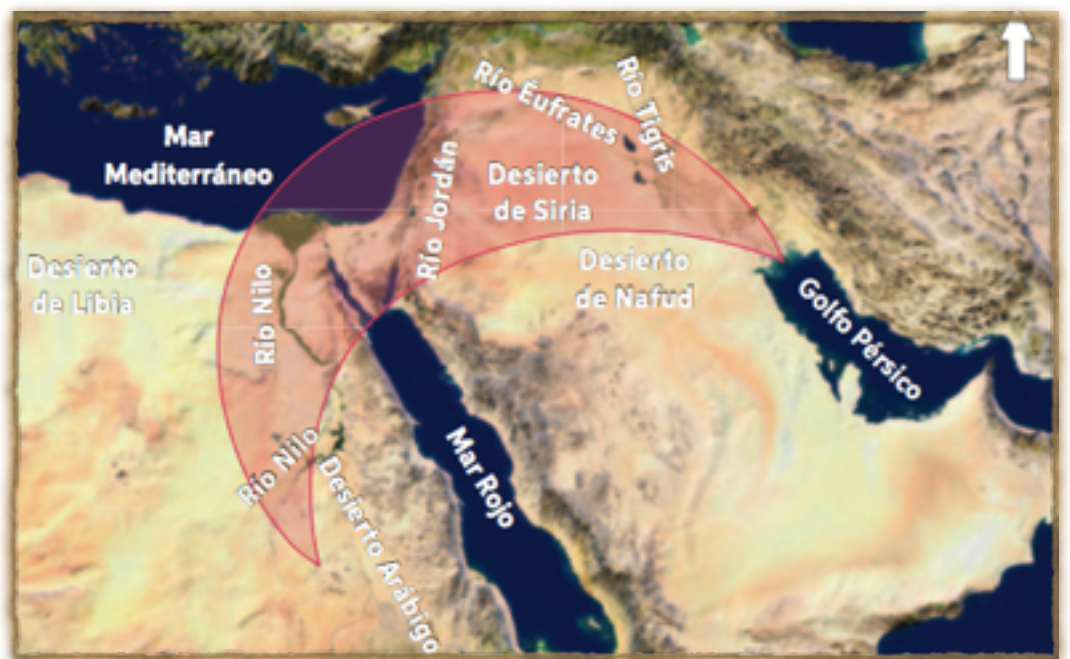 Mar
Mediterráneo
Río Éufrates
Río Tigris
Río Jordán
Desierto
de Siria
Desierto
de Libia
Río Nilo
Desierto
de Nafud
Golfo Pérsico
Río Nilo
Desierto Arábigo
Mar Rojo